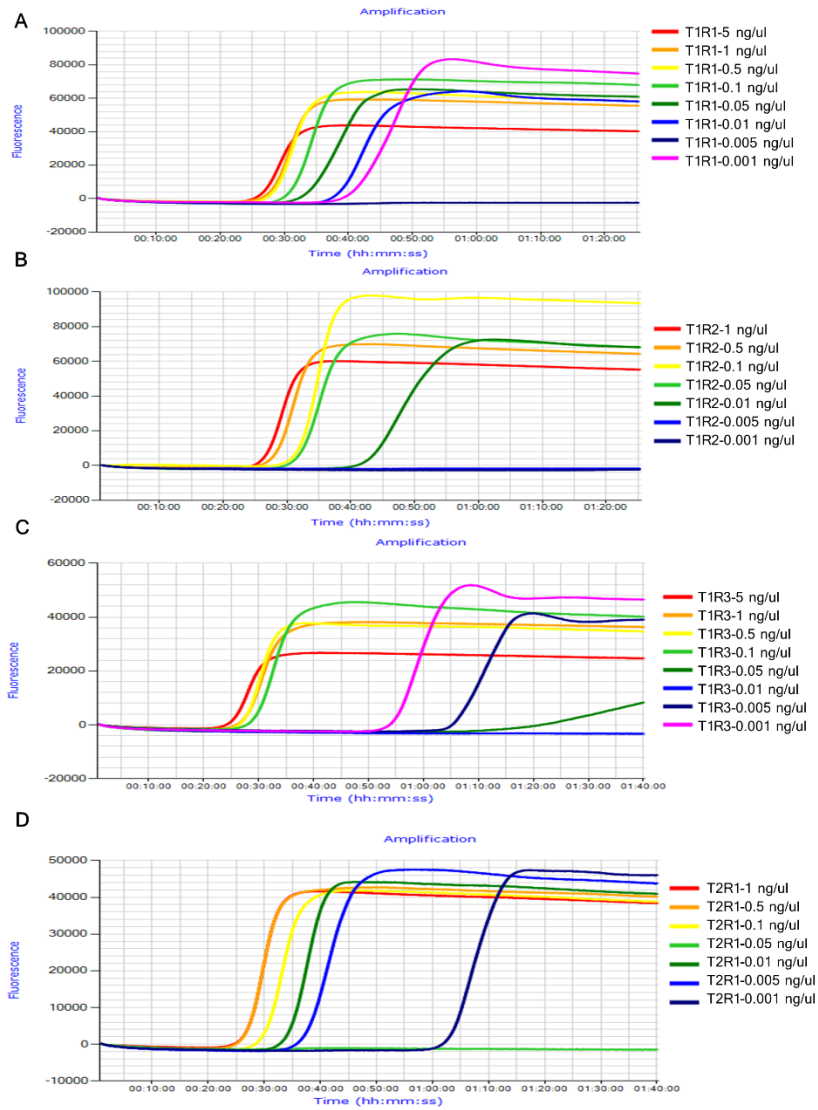 A
Amplification
100000
80000
60000
40000
20000
0
-20000
Fluorescence
00:10:00 00:20:00 00:30:00 00:40:00 00:50:00 01:00:00 01:10:00 01:20:00
Time (hh:mm:ss)
T1R1-5 ng/ul
T1R1-1 ng/ul
T1R1-0.5 ng/ul
T1R1-0.1 ng/ul
T1R1-0.05 ng/ul
T1R1-0.01 ng/ul
T1R1-0.005 ng/ul
T1R1-0.001 ng/ul
B
Amplification
100000
80000
60000
40000
20000
0
-20000
Fluorescence
00:10:00 00:20:00 00:30:00 00:40:00 00:50:00 01:00:00 01:10:00 01:20:00
Time (hh:mm:ss)
T1R2-1 ng/ul
T1R2-0.5 ng/ul
T1R2-0.1 ng/ul
T1R2-0.05 ng/ul
T1R2-0.01 ng/ul
T1R2-0.005 ng/ul
T1R2-0.001 ng/ul
C
Amplification
60000
40000
20000
0
-20000
Fluorescence
00:10:00 00:20:00 00:30:00 00:40:00 00:50:00 01:00:00 01:10:00 01:20:00 01:30:00 01:40:00
Time (hh:mm:ss)
T1R3-5 ng/ul
T1R3-1 ng/ul
T1R3-0.5 ng/ul
T1R3-0.1 ng/ul
T1R3-0.05 ng/ul
T1R3-0.01 ng/ul
T1R3-0.005 ng/ul
T1R3-0.001 ng/ul
D
Amplification
50000
40000
30000
20000
10000
0
-10000
Fluorescence
00:10:00 00:20:00 00:30:00 00:40:00 00:50:00 01:00:00 01:10:00 01:20:00 01:30:00 01:40:00
Time (hh:mm:ss)
T2R1-1 ng/ul
T2R1-0.5 ng/ul
T2R1-0.1 ng/ul
T2R1-0.05 ng/ul
T2R1-0.01 ng/ul
T2R1-0.005 ng/ul
T2R1-0.001 ng/ul